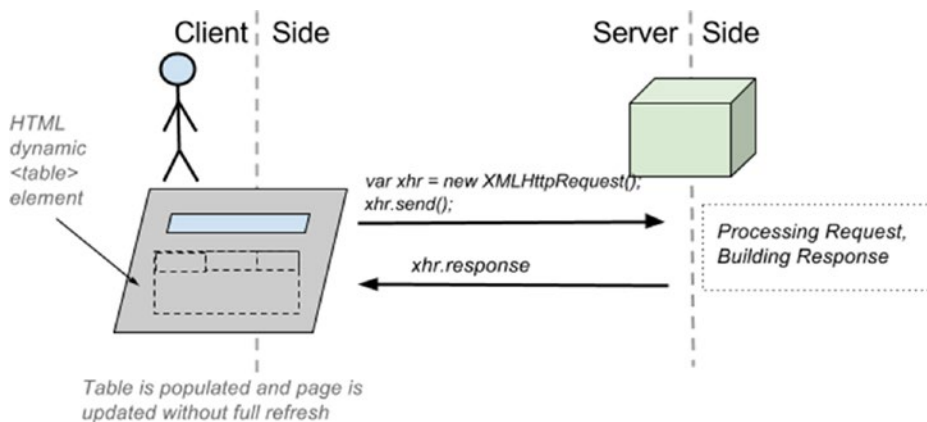 Client Side
Server Side
HTML
dynamic
<table>
element
var xhr = new XMLHttpRequest();
xhr.send();
Processing Request,
Building Response
xhr.response
Table is populated and page is
updated without full refresh